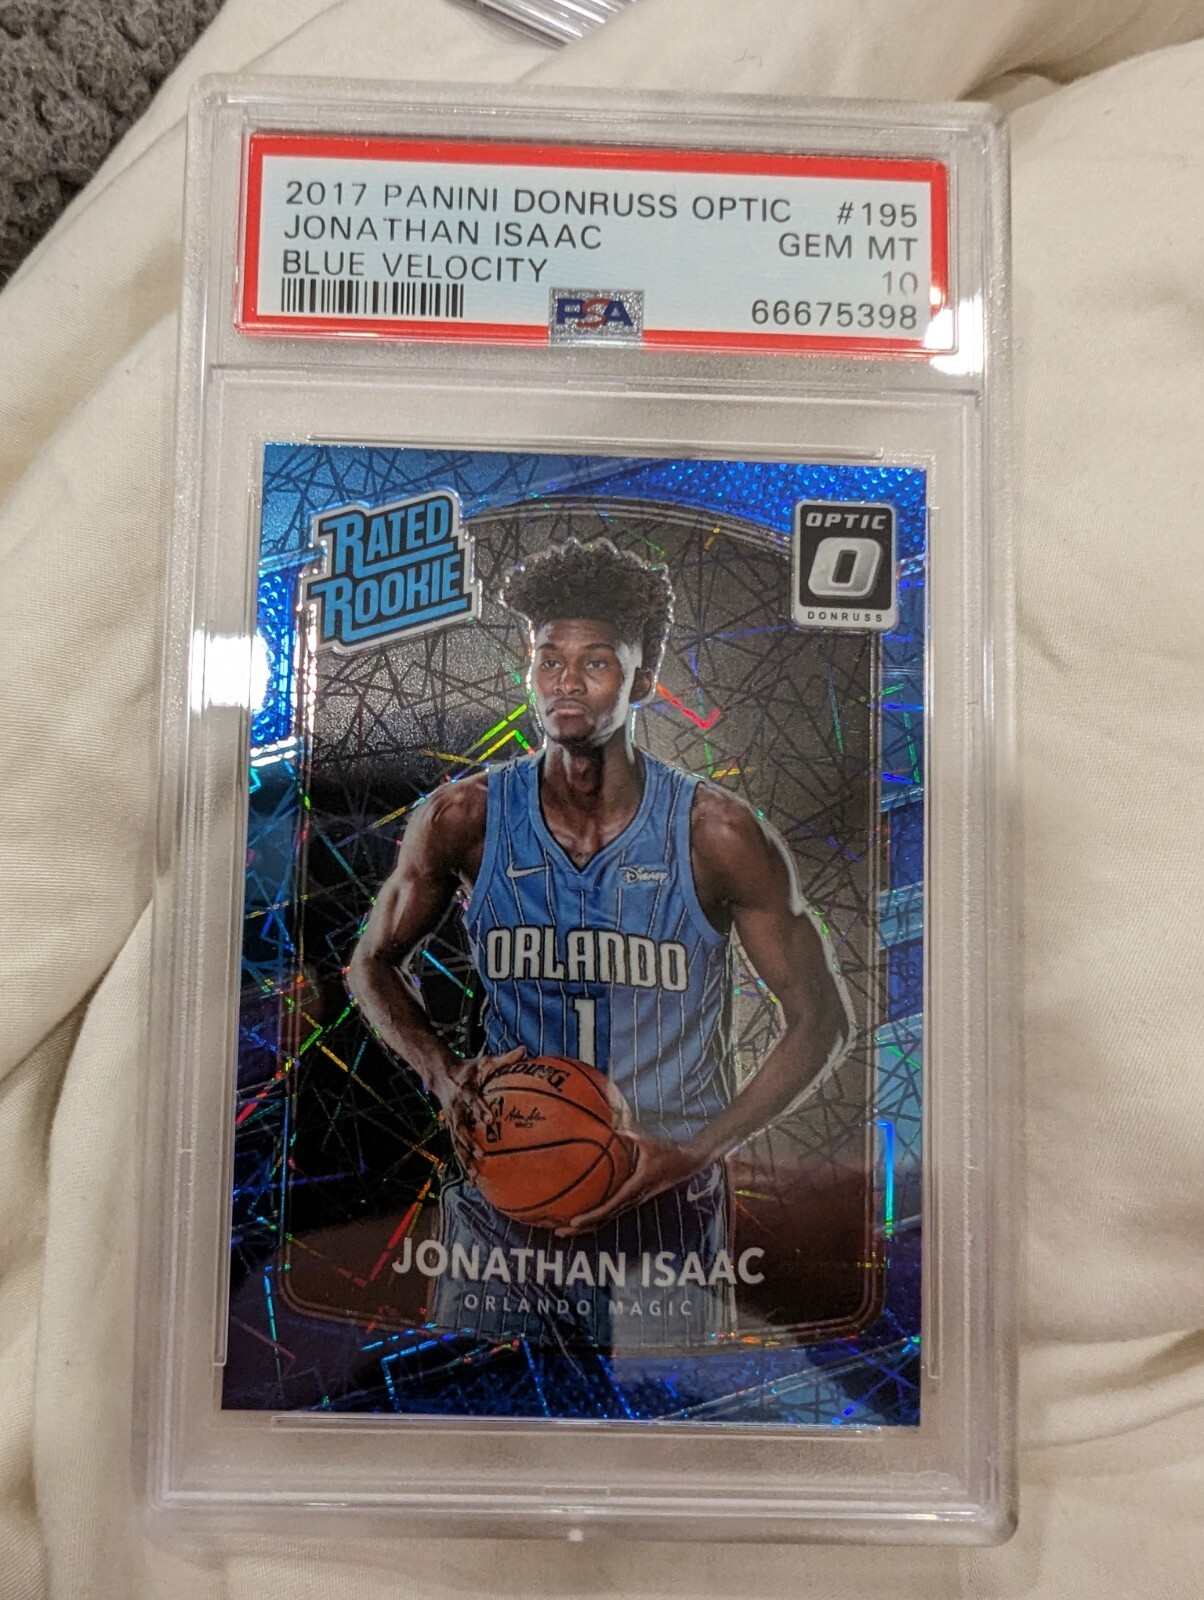 2017 PANINI DONRUSS OPTIC #195
JONATHAN ISAAC GEM MT
BLUE VELOCITY 10
PSA 66675398
RATED
ROOKIE
OPTIC
O
DONRUSS
Disney
ORLANDO
1
JONATHAN ISAAC
ORLANDO MAGIC